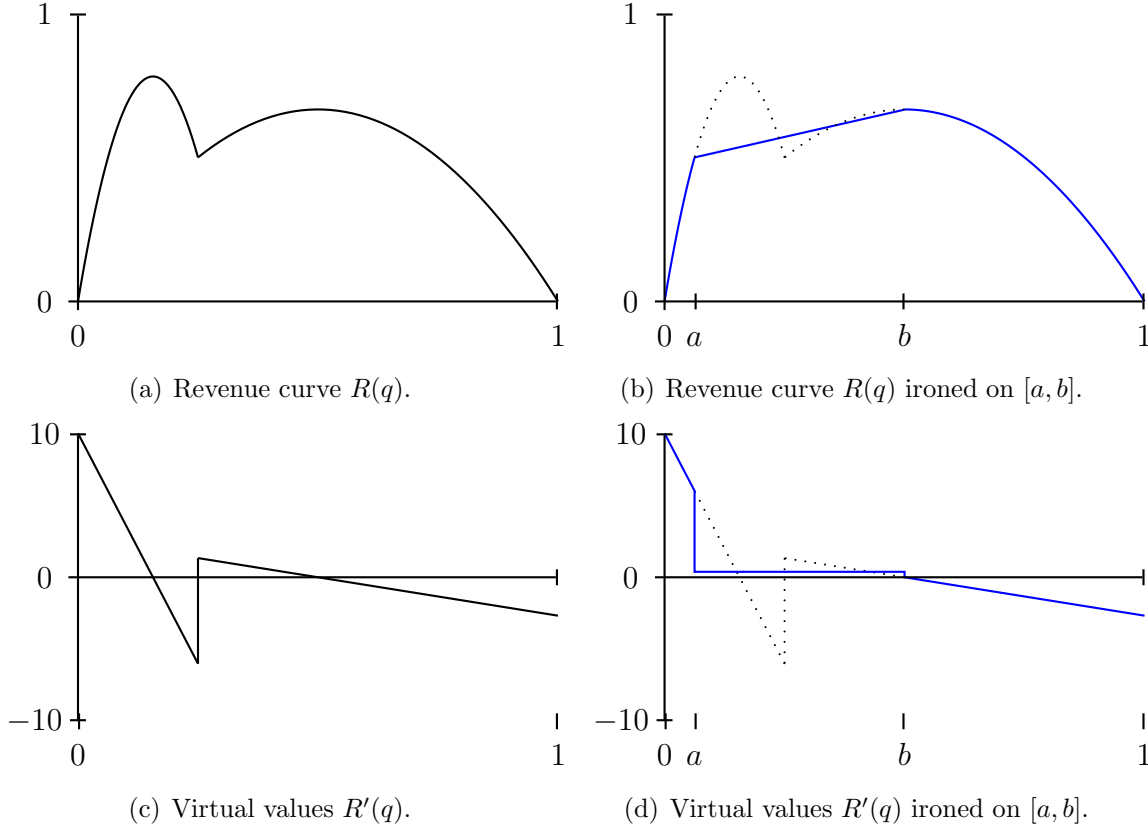 1
0
0 1
(a) Revenue curve R(q).
1
0
0 a b 1
(b) Revenue curve R(q) ironed on [a, b].
10
0
−10
0 1
(c) Virtual values R′(q).
10
0
−10
0 a b 1
(d) Virtual values R′(q) ironed on [a, b].